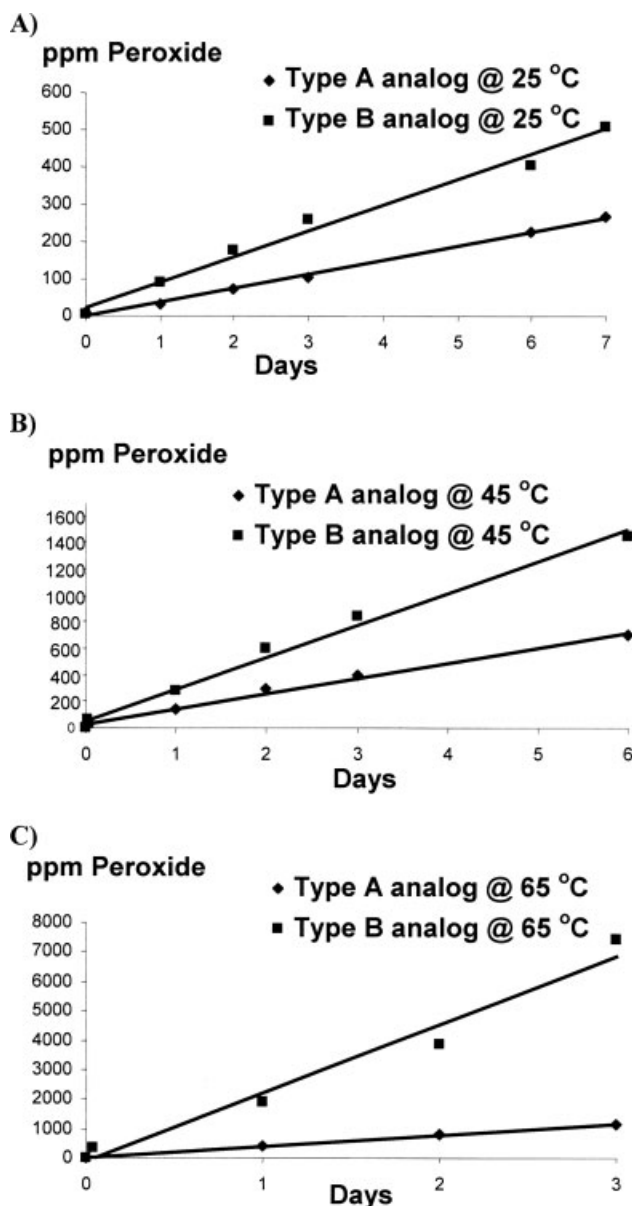 A)
ppm Peroxide
◆ Type A analog @ 25 °C
■ Type B analog @ 25 °C
600
500
400
300
200
100
0
0 1 2 3 4 5 6 7
Days
B)
ppm Peroxide
◆ Type A analog @ 45 °C
■ Type B analog @ 45 °C
1600
1400
1200
1000
800
600
400
200
0
0 1 2 3 4 5 6
Days
C)
ppm Peroxide
◆ Type A analog @ 65 °C
■ Type B analog @ 65 °C
8000
7000
6000
5000
4000
3000
2000
1000
0
0 1 2 3
Days